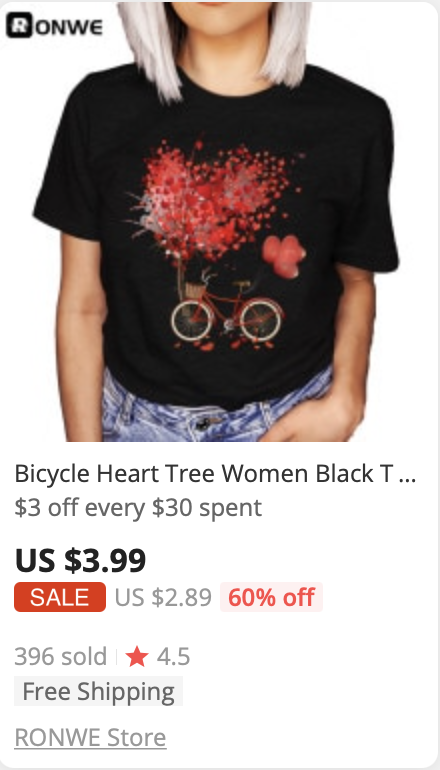 RONWE
Bicycle Heart Tree Women Black T ...
$3 off every $30 spent
US $3.99
SALE US $2.89 60% off
396 sold 4.5
Free Shipping
RONWE Store